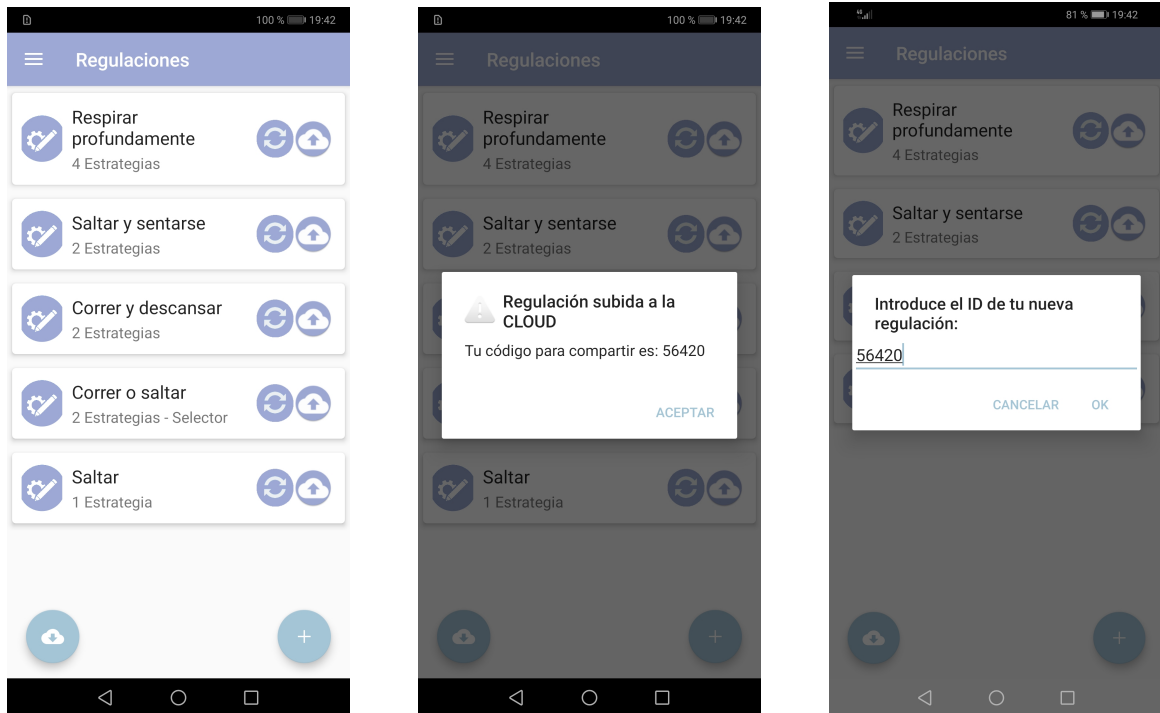 100 % 19:42
Regulaciones
Respirar
profundamente
4 Estrategias
Saltar y sentarse
2 Estrategias
Correr y descansar
2 Estrategias
Correr o saltar
2 Estrategias - Selector
Saltar
1 Estrategia
100 % 19:42
Regulaciones
Respirar
profundamente
4 Estrategias
Saltar y sentarse
2 Estrategias
Regulación subida a la
CLOUD
Tu código para compartir es: 56420
ACEPTAR
Saltar
1 Estrategia
81 % 19:42
Regulaciones
Respirar
profundamente
4 Estrategias
Saltar y sentarse
2 Estrategias
Introduce el ID de tu nueva
regulación:
56420
CANCELAR OK